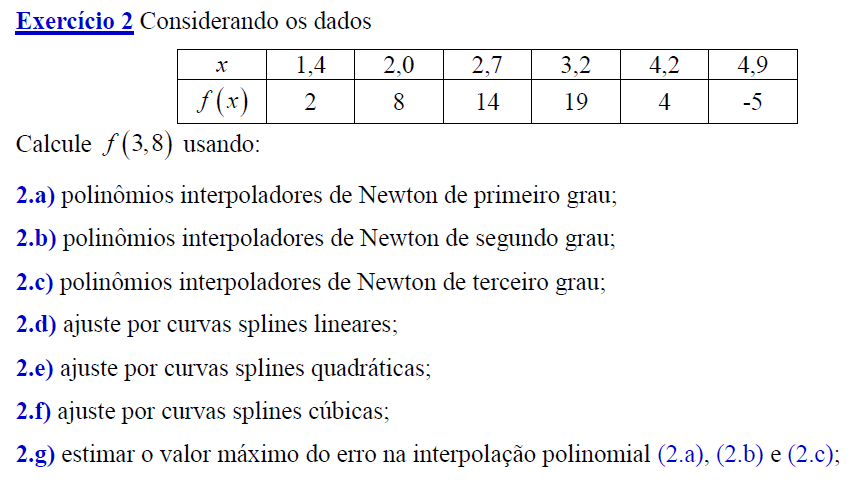 Exercício 2 Considerando os dados
x 1,4 2,0 2,7 3,2 4,2 4,9
f(x) 2 8 14 19 4 -5
Calcule f(3,8) usando:
2.a) polinômios interpoladores de Newton de primeiro grau;
2.b) polinômios interpoladores de Newton de segundo grau;
2.c) polinômios interpoladores de Newton de terceiro grau;
2.d) ajuste por curvas splines lineares;
2.e) ajuste por curvas splines quadráticas;
2.f) ajuste por curvas splines cúbicas;
2.g) estimar o valor máximo do erro na interpolação polinomial (2.a), (2.b) e (2.c);